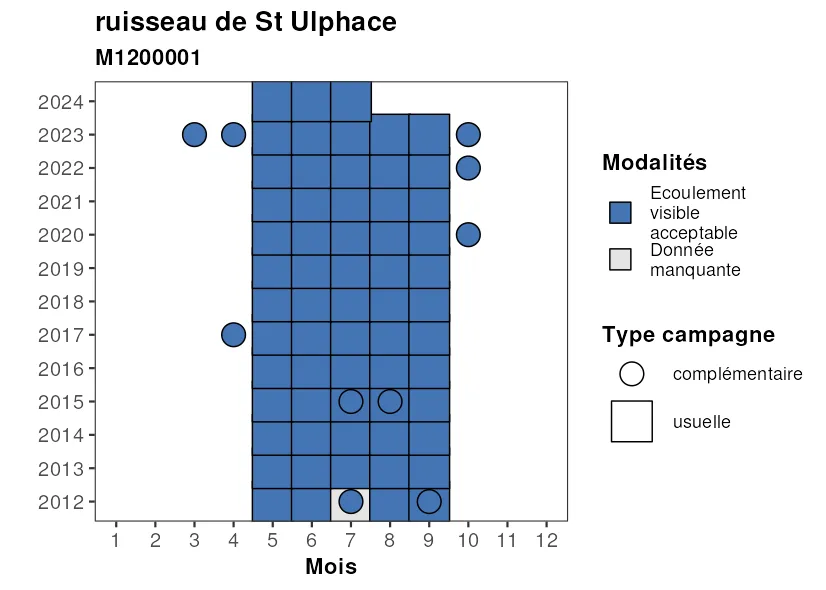 ruisseau de St Ulphace
M1200001
2024
2023
2022
2021
2020
2019
2018
2017
2016
2015
2014
2013
2012
1 2 3 4 5 6 7 8 9 10 11 12
Mois
Modalités
Ecoulement
visible
acceptable
Donnée
manquante
Type campagne
complémentaire
usuelle